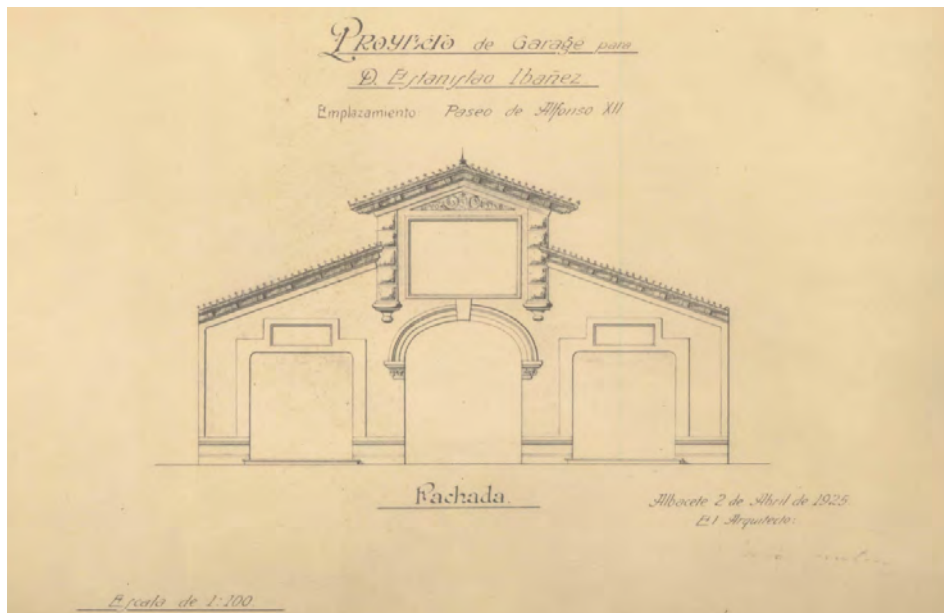 Proyecto de Garage para
D. Estanislao Ibañez.
Emplazamiento Paseo de Alfonso XII
Fachada.
Albacete 2 de Abril de 1925.
El Arquitecto:
Escala de 1:100.